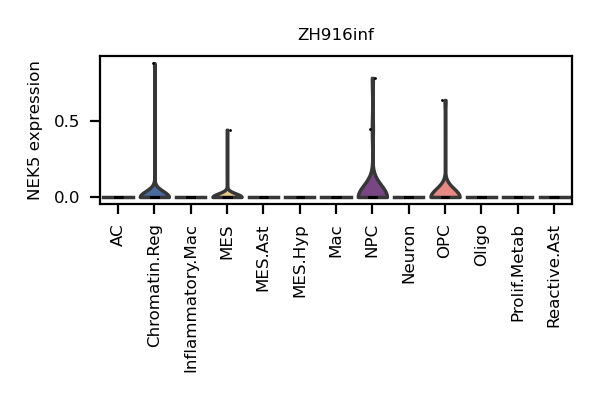 ZH916inf
NEK5 expression
0.5
0.0
AC
Chromatin.Reg
Inflammatory.Mac
MES
MES.Ast
MES.Hyp
Mac
NPC
Neuron
OPC
Oligo
Prolif.Metab
Reactive.Ast